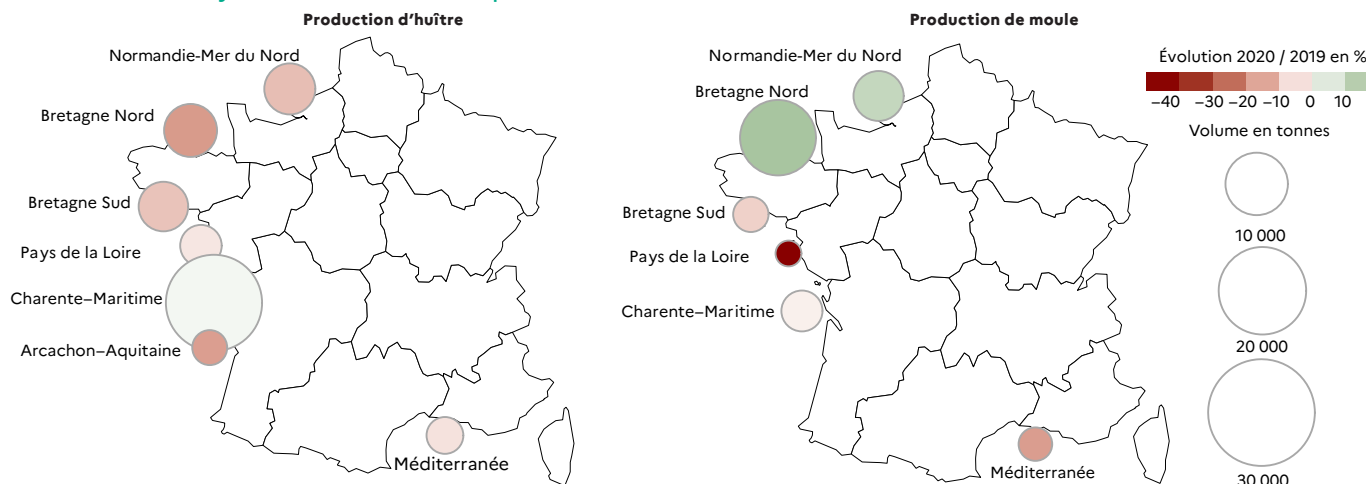 Production d’huître
Normandie-Mer du Nord
Bretagne Nord
Bretagne Sud
Pays de la Loire
Charente–Maritime
Arcachon–Aquitaine
Méditerranée
Production de moule
Normandie-Mer du Nord
Bretagne Nord
Bretagne Sud
Pays de la Loire
Charente–Maritime
Méditerranée
Évolution 2020 / 2019 en %
–40 –30 –20 –10 0 10
Volume en tonnes
10 000
20 000
30 000